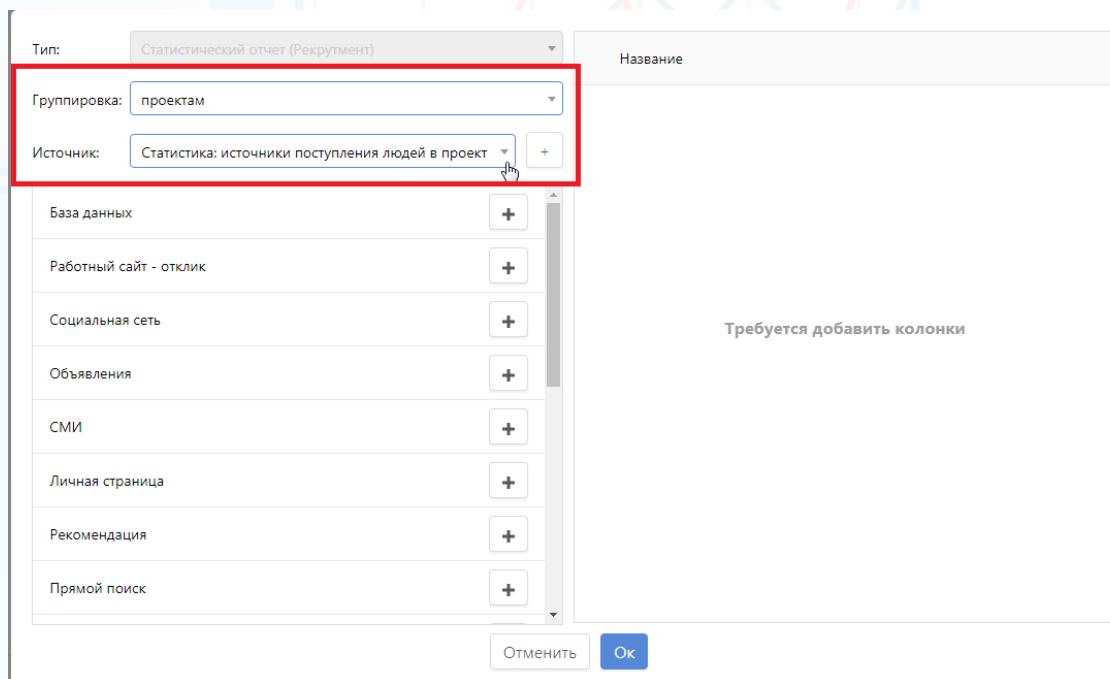 Тип: Статистический отчет (Рекрутмент)
Название
Группировка: проектам
Источник: Статистика: источники поступления людей в проект +
База данных
Работный сайт - отклик
Социальная сеть
Требуется добавить колонки
Объявления
СМИ
Личная страница
Рекомендация
Прямой поиск
Отменить Ок